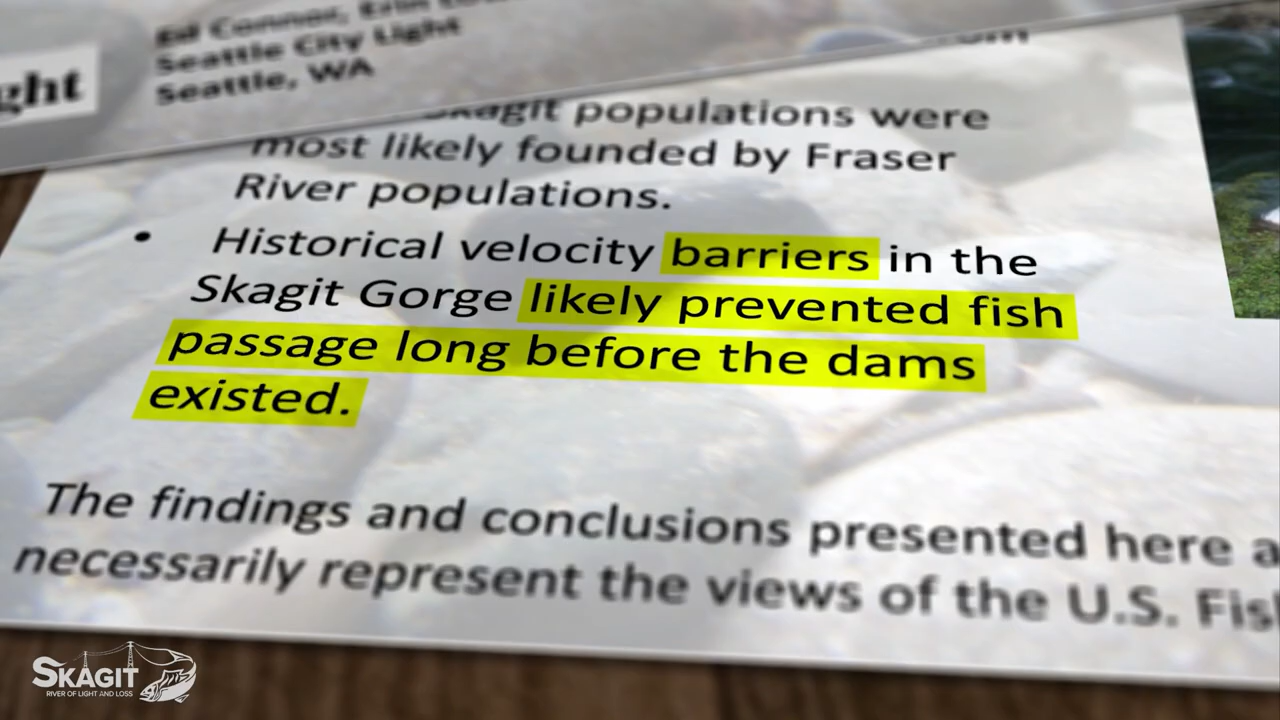 Ed Connor, Erin
Seattle City Light
Seattle, WA
ght
Skagit populations were
most likely founded by Fraser
River populations.
• Historical velocity barriers in the
Skagit Gorge likely prevented fish
passage long before the dams
existed.
The findings and conclusions presented here a
necessarily represent the views of the U.S. Fis
SKAGIT
RIVER OF LIGHT AND LOSS